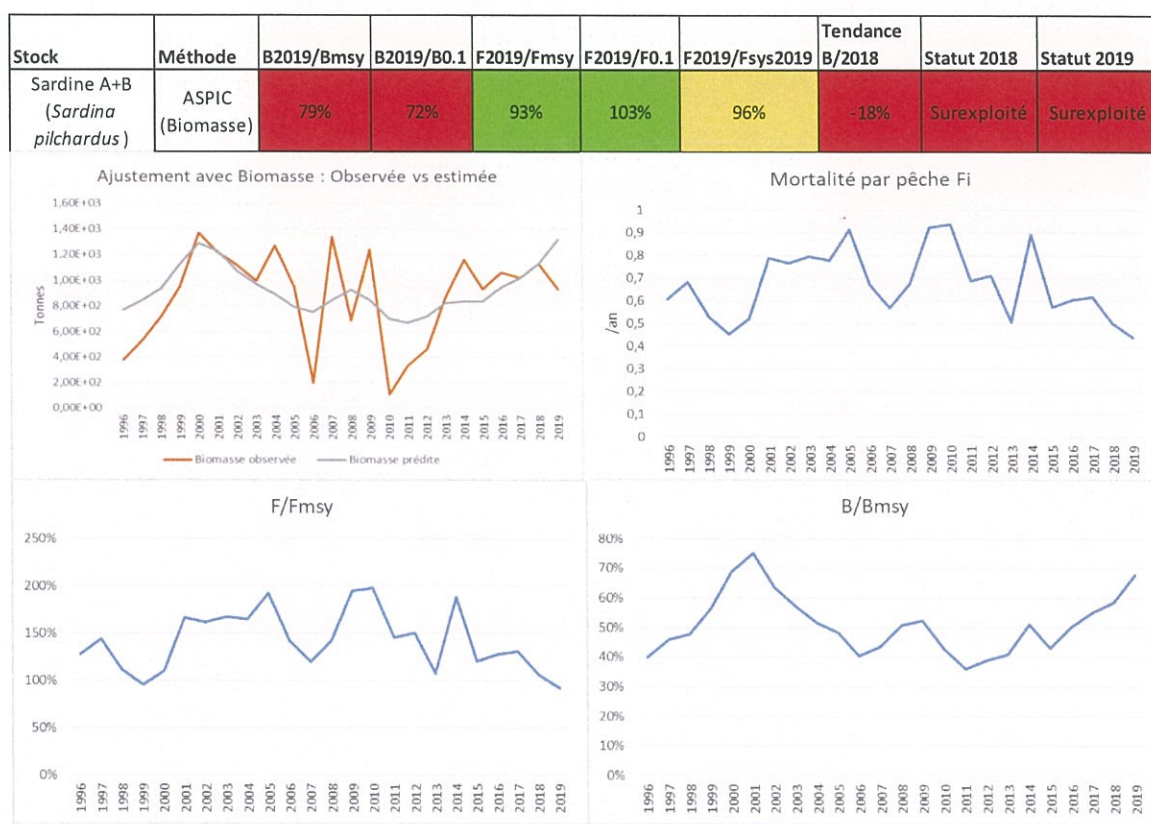 Stock Méthode B2019/Bmsy B2019/B0.1 F2019/Fmsy F2019/F0.1 F2019/Fsys2019 Tendance B/2018 Statut 2018 Statut 2019
Sardine A+B
(Sardina
pilchardus)
ASPIC
(Biomasse)
79% 72% 93% 103% 96% -18% Surexploité Surexploité
Ajustement avec Biomasse : Observée vs estimée
Tonnes
1,60E+03
1,40E+03
1,20E+03
1,00E+03
8,00E+02
6,00E+02
4,00E+02
2,00E+02
0,00E+00
1996 1997 1998 1999 2000 2001 2002 2003 2004 2005 2006 2007 2008 2009 2010 2011 2012 2013 2014 2015 2016 2017 2018 2019
Biomasse observée Biomasse prédite
Mortalité par pêche Fi
/an
1
0,9
0,8
0,7
0,6
0,5
0,4
0,3
0,2
0,1
0
1996 1997 1998 1999 2000 2001 2002 2003 2004 2005 2006 2007 2008 2009 2010 2011 2012 2013 2014 2015 2016 2017 2018 2019
F/Fmsy
250%
200%
150%
100%
50%
0%
1996 1997 1998 1999 2000 2001 2002 2003 2004 2005 2006 2007 2008 2009 2010 2011 2012 2013 2014 2015 2016 2017 2018 2019
B/Bmsy
80%
70%
60%
50%
40%
30%
20%
10%
0%
1996 1997 1998 1999 2000 2001 2002 2003 2004 2005 2006 2007 2008 2009 2010 2011 2012 2013 2014 2015 2016 2017 2018 2019